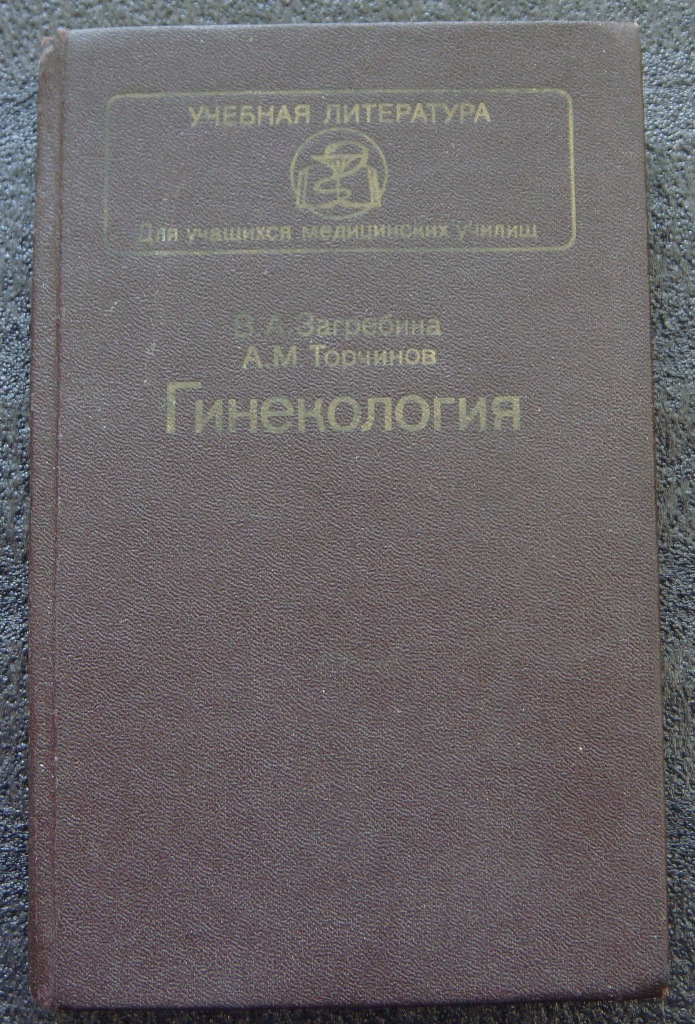 УЧЕБНАЯ ЛИТЕРАТУРА
Для учащихся медицинских училищ
В. А. Загребина
А. М. Торчинов
Гинекология